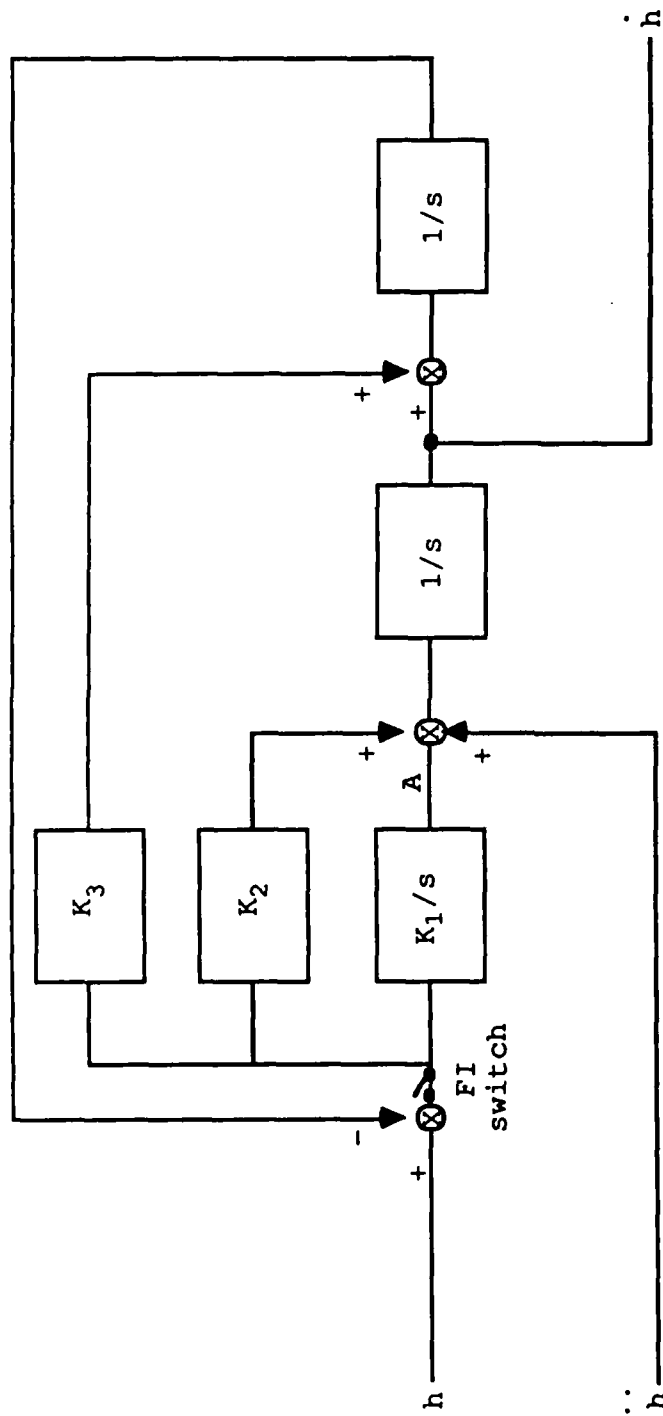 K3
K2
K1/s
A
1/s
1/s
+
+
+
+
-
+
FI
switch
h
ḧ
ḣ